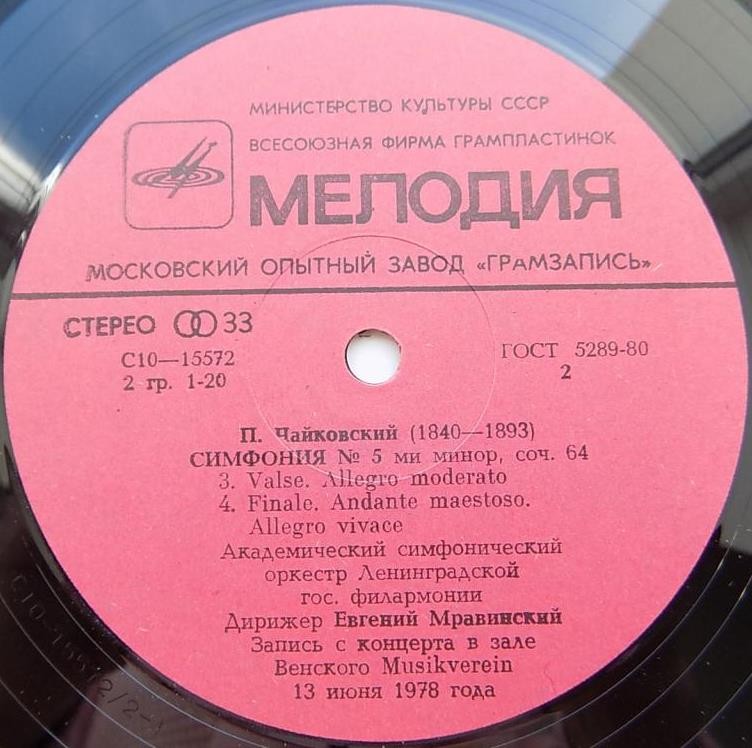 МИНИСТЕРСТВО КУЛЬТУРЫ СССР
ВСЕСОЮЗНАЯ ФИРМА ГРАМПЛАСТИНОК
МЕЛОДИЯ
МОСКОВСКИЙ ОПЫТНЫЙ ЗАВОД «ГРАМЗАПИСЬ»
СТЕРЕО 33
С10—15572
2 гр. 1-20
ГОСТ 5289-80
2
П. Чайковский (1840—1893)
СИМФОНИЯ № 5 ми минор, соч. 64
3. Valse. Allegro moderato
4. Finale. Andante maestoso.
Allegro vivace
Академический симфонический
оркестр Ленинградской
гос. филармонии
Дирижер Евгений Мравинский
Запись с концерта в зале
Венского Musikverein
13 июня 1978 года